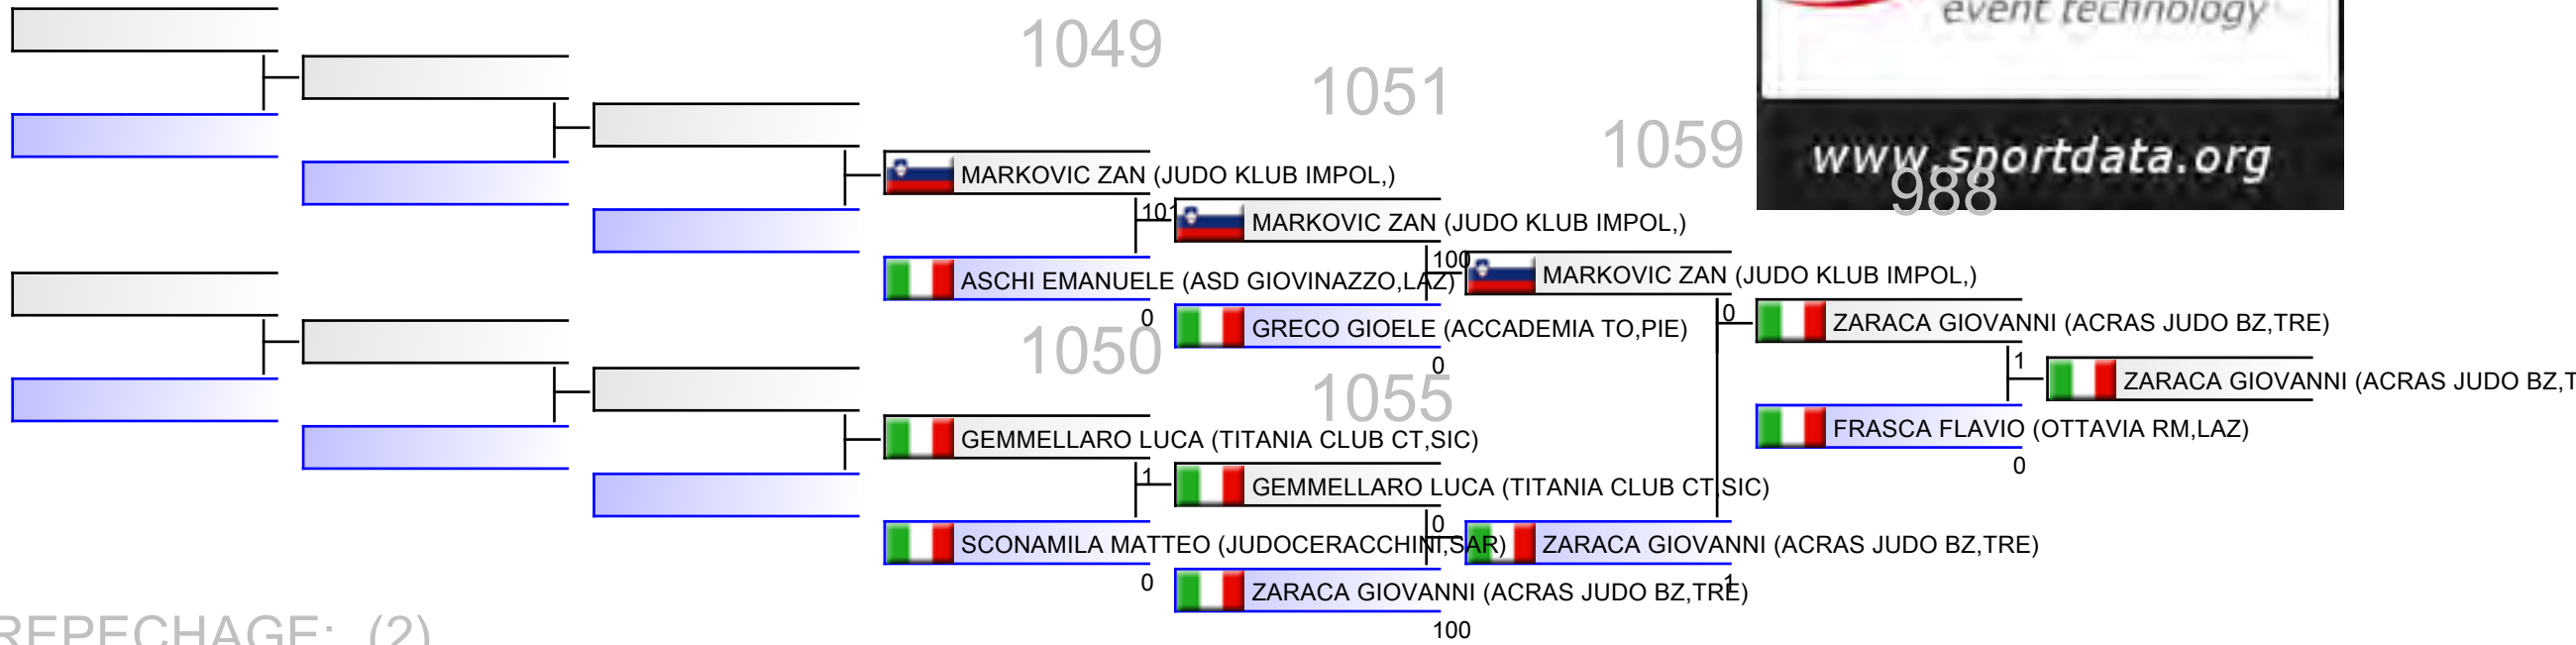 event technology
1049
1051
1059
www.sportdata.org
988
MARKOVIC ZAN (JUDO KLUB IMPOL,)
101
MARKOVIC ZAN (JUDO KLUB IMPOL,)
100
ASCHI EMANUELE (ASD GIOVINAZZO,LAZ)
MARKOVIC ZAN (JUDO KLUB IMPOL,)
0
0
GRECO GIOELE (ACCADEMIA TO,PIE)
ZARACA GIOVANNI (ACRAS JUDO BZ,TRE)
1050
0
1
1055
ZARACA GIOVANNI (ACRAS JUDO BZ,T
GEMMELLARO LUCA (TITANIA CLUB CT,SIC)
FRASCA FLAVIO (OTTAVIA RM,LAZ)
0
1
GEMMELLARO LUCA (TITANIA CLUB CT,SIC)
0
SCONAMILA MATTEO (JUDOCERACCHINI,SAR)
ZARACA GIOVANNI (ACRAS JUDO BZ,TRE)
0
1
ZARACA GIOVANNI (ACRAS JUDO BZ,TRE)
100
REPECHAGE: (2)